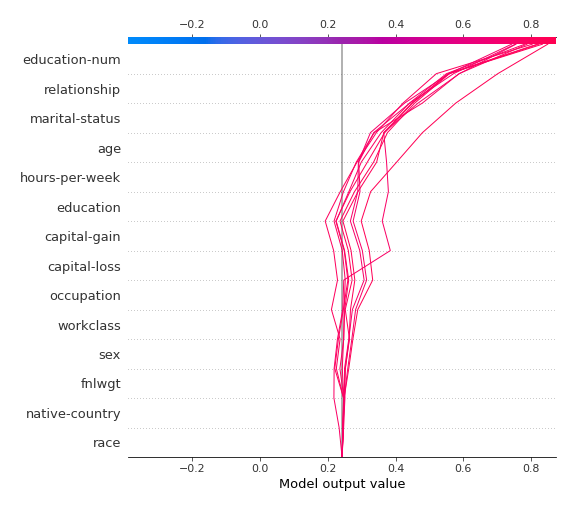 −0.2 0.0 0.2 0.4 0.6 0.8
education-num
relationship
marital-status
age
hours-per-week
education
capital-gain
capital-loss
occupation
workclass
sex
fnlwgt
native-country
race
−0.2 0.0 0.2 0.4 0.6 0.8
Model output value